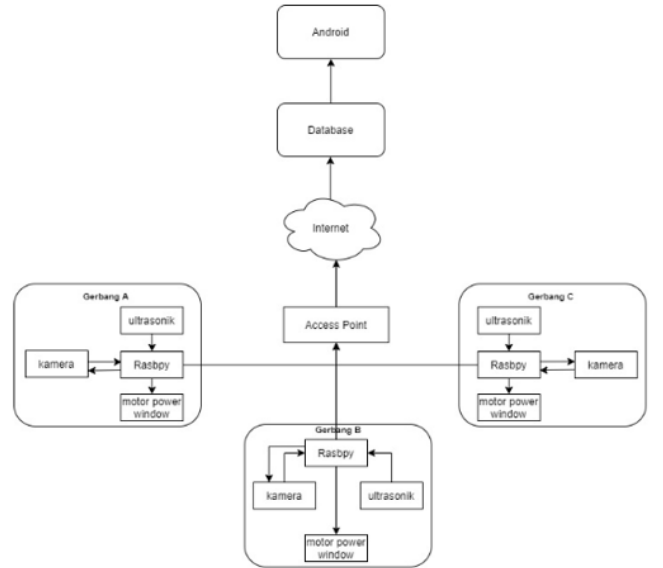 Android
Database
Internet
Access Point
Gerbang A
ultrasonik
kamera
Rasbpy
motor power
window
Gerbang C
ultrasonik
Rasbpy
kamera
motor power
window
Gerbang B
Rasbpy
kamera
ultrasonik
motor power
window